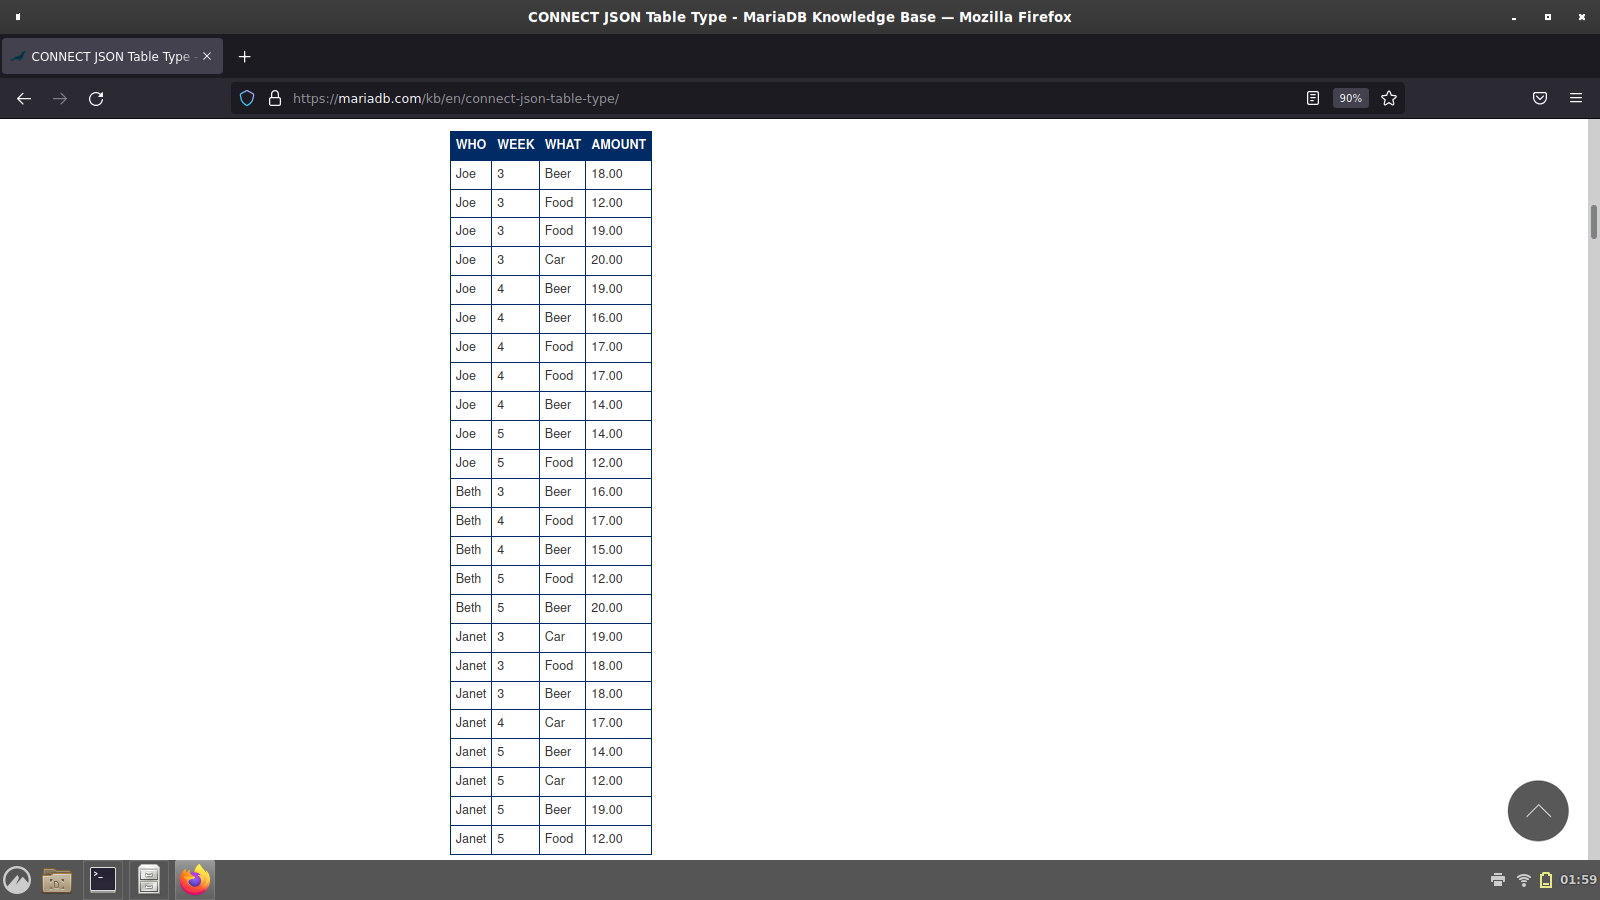 CONNECT JSON Table Type - MariaDB Knowledge Base — Mozilla Firefox
CONNECT JSON Table Type -
https://mariadb.com/kb/en/connect-json-table-type/ 90%
WHO WEEK WHAT AMOUNT
Joe 3 Beer 18.00
Joe 3 Food 12.00
Joe 3 Food 19.00
Joe 3 Car 20.00
Joe 4 Beer 19.00
Joe 4 Beer 16.00
Joe 4 Food 17.00
Joe 4 Food 17.00
Joe 4 Beer 14.00
Joe 5 Beer 14.00
Joe 5 Food 12.00
Beth 3 Beer 16.00
Beth 4 Food 17.00
Beth 4 Beer 15.00
Beth 5 Food 12.00
Beth 5 Beer 20.00
Janet 3 Car 19.00
Janet 3 Food 18.00
Janet 3 Beer 18.00
Janet 4 Car 17.00
Janet 5 Beer 14.00
Janet 5 Car 12.00
Janet 5 Beer 19.00
Janet 5 Food 12.00
01:59